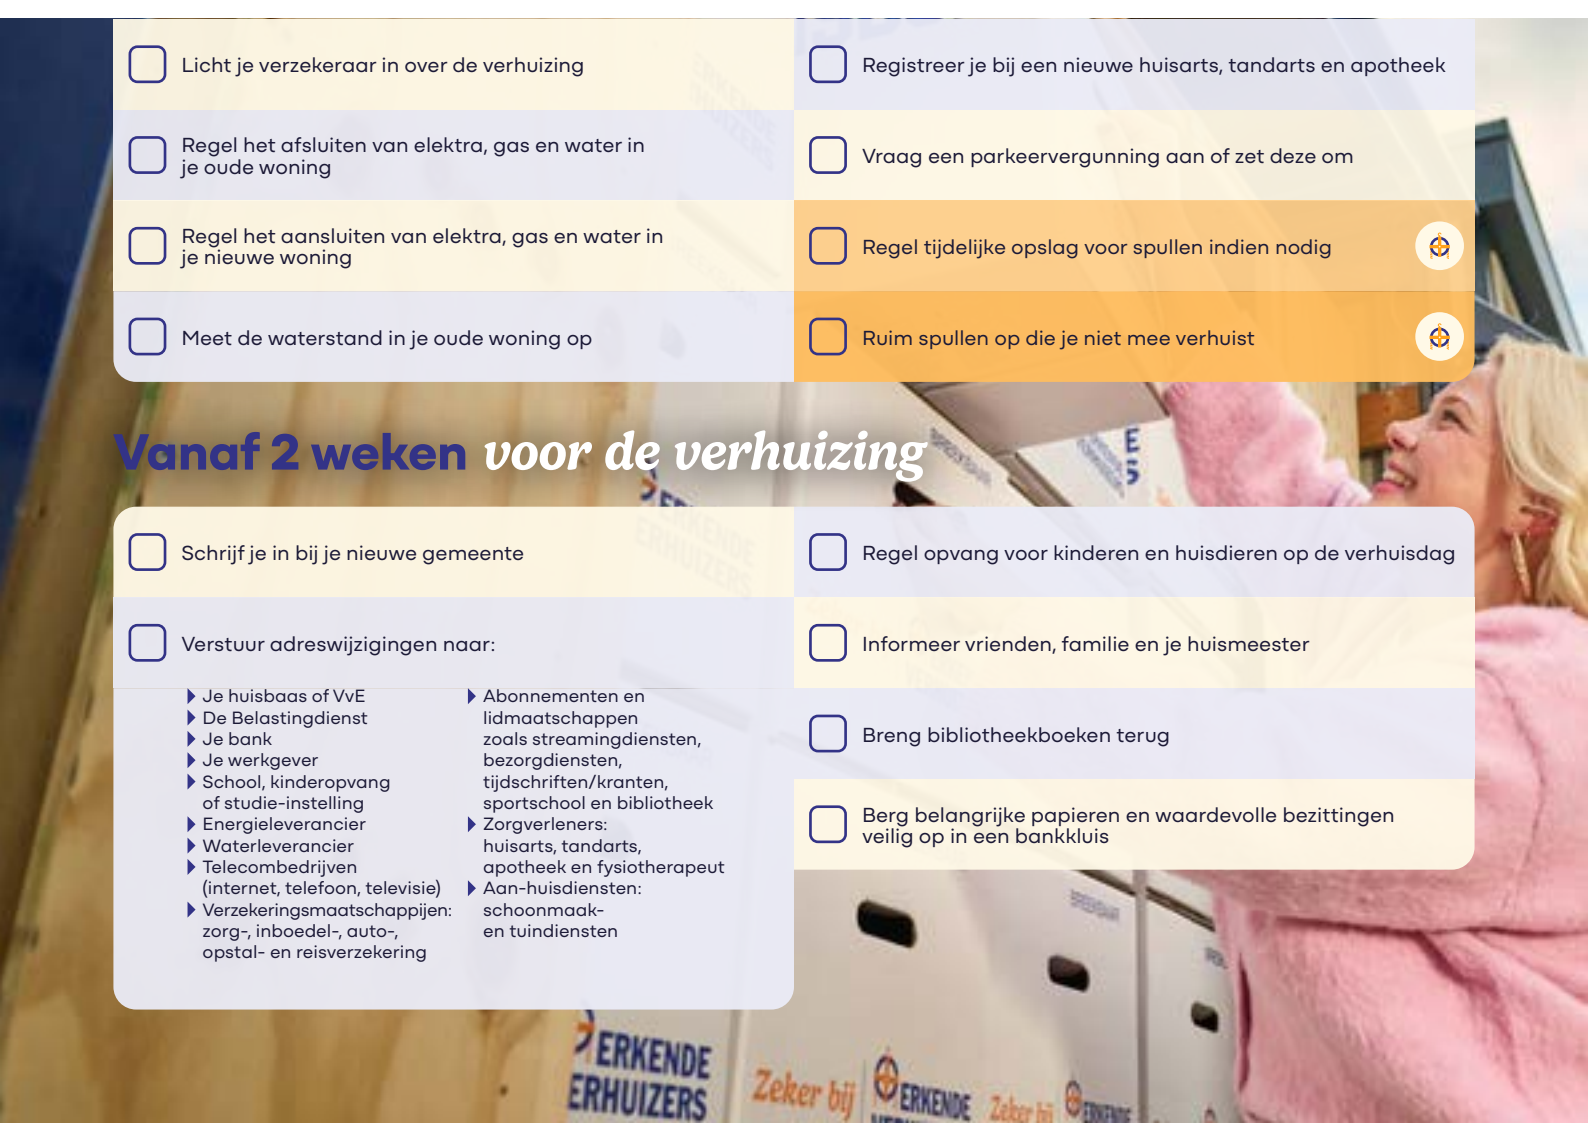 Licht je verzekeraar in over de verhuizing
Regel het afsluiten van elektra, gas en water in
je oude woning
Regel het aansluiten van elektra, gas en water in
je nieuwe woning
Meet de waterstand in je oude woning op
Registreer je bij een nieuwe huisarts, tandarts en apotheek
Vraag een parkeervergunning aan of zet deze om
Regel tijdelijke opslag voor spullen indien nodig
Ruim spullen op die je niet mee verhuist
Vanaf 2 weken voor de verhuizing
Schrijf je in bij je nieuwe gemeente
Verstuur adreswijzigingen naar:
Je huisbaas of VvE
De Belastingdienst
Je bank
Je werkgever
School, kinderopvang
of studie-instelling
Energieleverancier
Waterleverancier
Telecombedrijven
(internet, telefoon, televisie)
Verzekeringsmaatschappijen:
zorg-, inboedel-, auto-,
opstal- en reisverzekering
Abonnementen en
lidmaatschappen
zoals streamingdiensten,
bezorgdiensten,
tijdschriften/kranten,
sportschool en bibliotheek
Zorgverleners:
huisarts, tandarts,
apotheek en fysiotherapeut
Aan-huisdiensten:
schoonmaak-
en tuindiensten
Regel opvang voor kinderen en huisdieren op de verhuisdag
Informeer vrienden, familie en je huismeester
Breng bibliotheekboeken terug
Berg belangrijke papieren en waardevolle bezittingen
veilig op in een bankkluis
BREEKBAAR
ERKENDE
ERHUIZERS
Zeker bij
ERKENDE
Zeker bij
ERKENDE